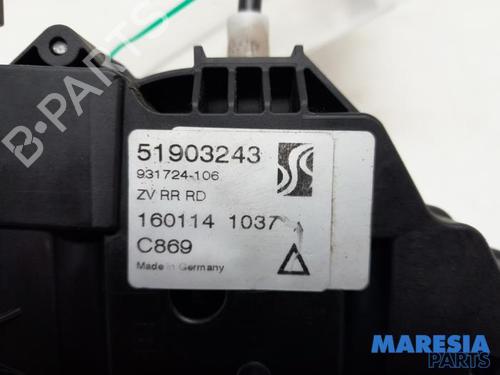 51903243
931724-106
ZV RR RD
160114 1037
C869
Made in Germany
B-PARTS
MARESIA
PARTS